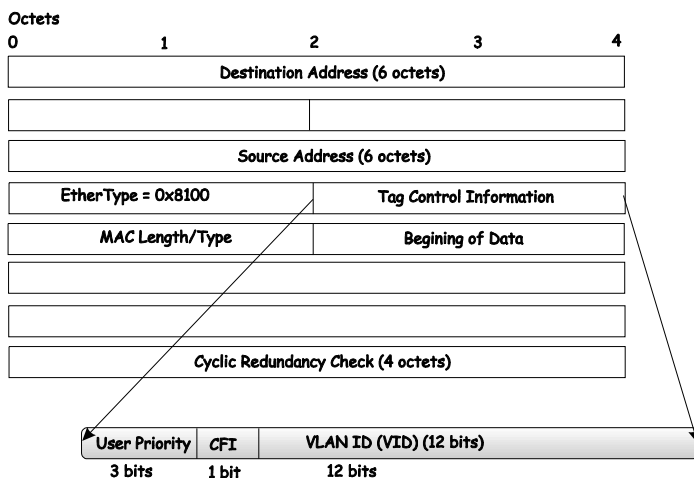 Octets
0 1 2 3 4
Destination Address (6 octets)
Source Address (6 octets)
EtherType = 0x8100 Tag Control Information
MAC Length/Type Begining of Data
Cyclic Redundancy Check (4 octets)
User Priority CFI VLAN ID (VID) (12 bits)
3 bits 1 bit 12 bits